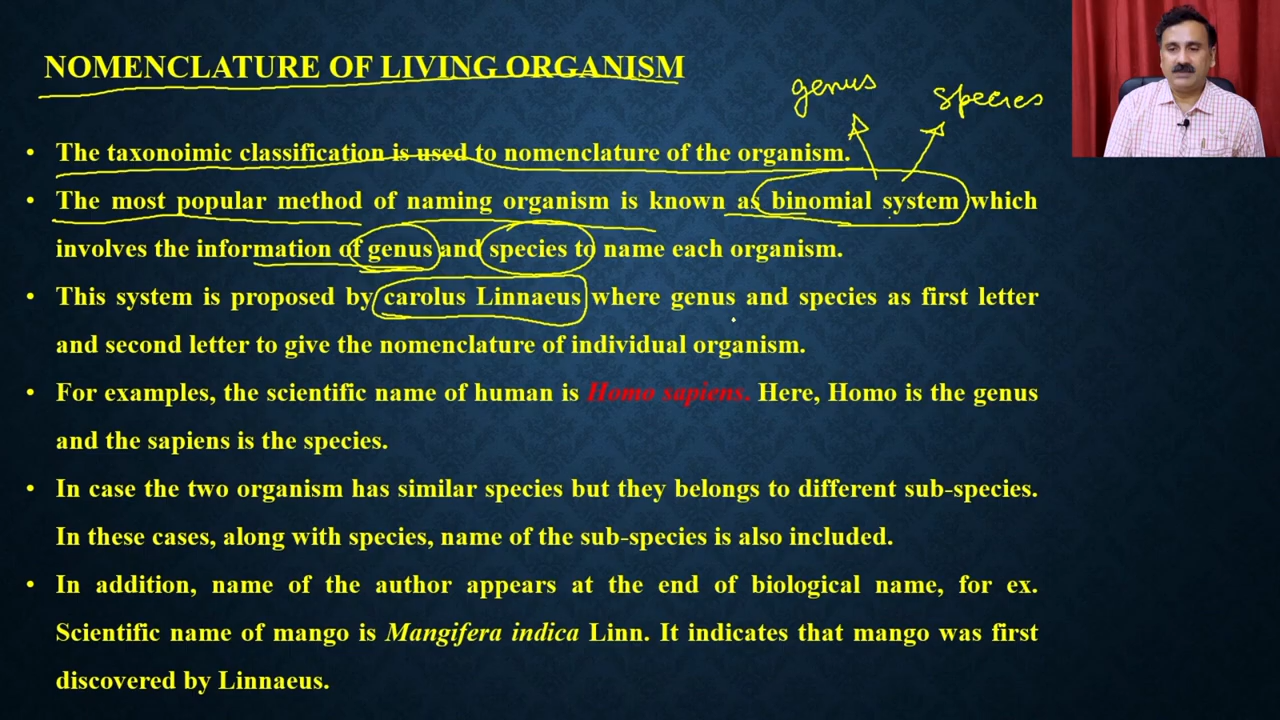 NOMENCLATURE OF LIVING ORGANISM
genus
species
• The taxonoimic classification is used to nomenclature of the organism.
• The most popular method of naming organism is known as binomial system which
involves the information of genus and species to name each organism.
• This system is proposed by carolus Linnaeus where genus and species as first letter
and second letter to give the nomenclature of individual organism.
• For examples, the scientific name of human is Homo sapiens. Here, Homo is the genus
and the sapiens is the species.
• In case the two organism has similar species but they belongs to different sub-species.
In these cases, along with species, name of the sub-species is also included.
• In addition, name of the author appears at the end of biological name, for ex.
Scientific name of mango is Mangifera indica Linn. It indicates that mango was first
discovered by Linnaeus.